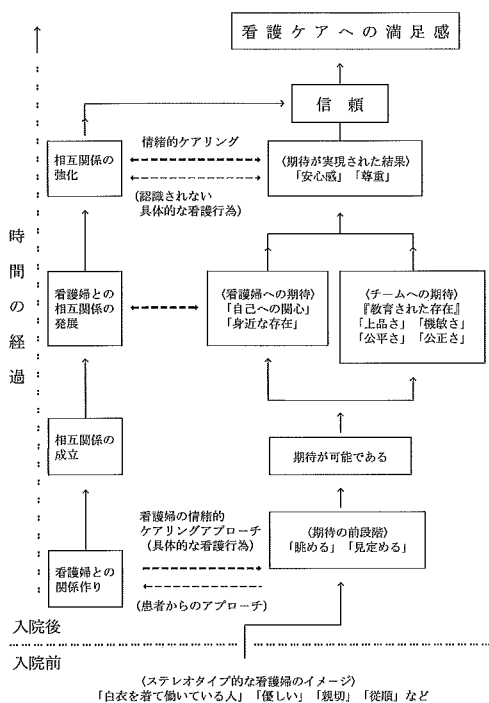 看護ケアへの満足感
信頼
相互関係の
強化
情緒的ケアリング
(認識されない
具体的な看護行為)
〈期待が実現された結果〉
「安心感」「尊重」
時間の経過
看護婦との
相互関係の
発展
〈看護婦への期待〉
「自己への関心」
「身近な存在」
〈チームへの期待〉
『教育された存在』
「上品さ」「機敏さ」
「公平さ」「公正さ」
相互関係の
成立
期待が可能である
看護婦の情緒的
ケアリングアプローチ
(具体的な看護行為)
〈期待の前段階〉
「眺める」「見定める」
看護婦との
関係作り
(患者からのアプローチ)
入院後
入院前
〈ステレオタイプ的な看護婦のイメージ〉
「白衣を着て働いている人」「優しい」「親切」「従順」など